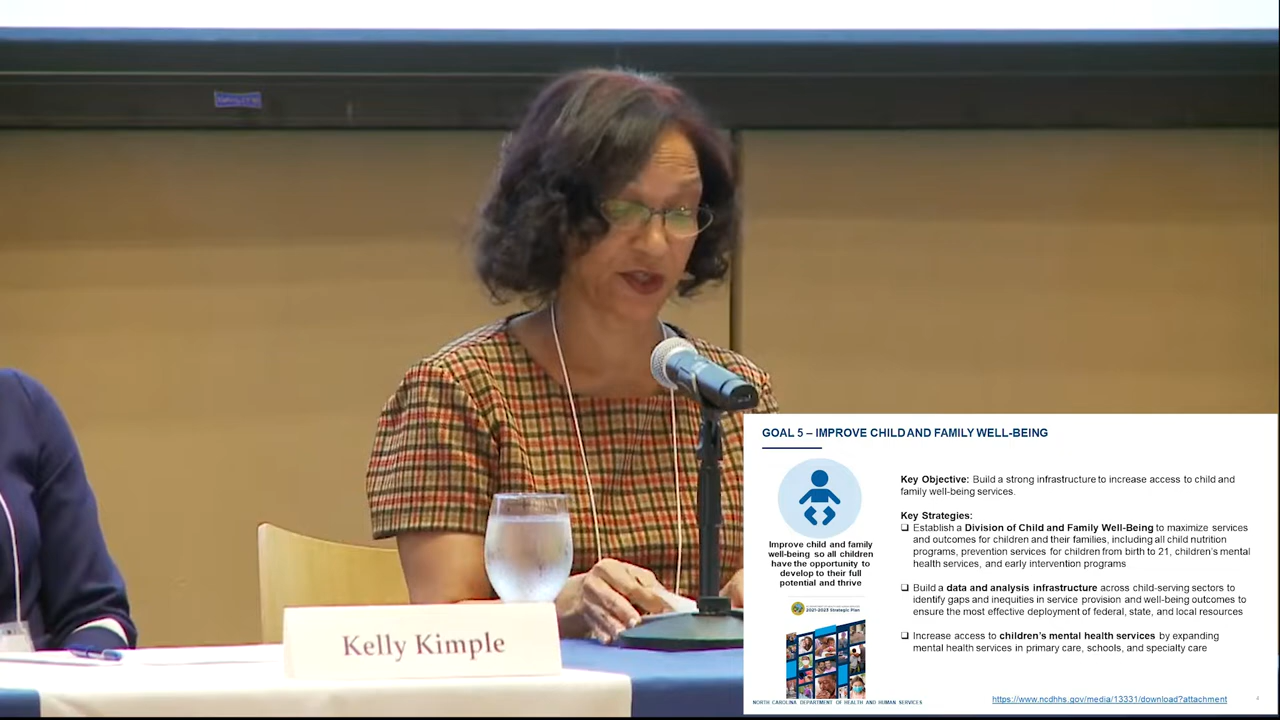 Kelly Kimple
GOAL 5 – IMPROVE CHILD AND FAMILY WELL-BEING
Improve child and family
well-being so all children
have the opportunity to
develop to their full
potential and thrive
2021-2023 Strategic Plan
Key Objective: Build a strong infrastructure to increase access to child and
family well-being services.
Key Strategies:
❑ Establish a Division of Child and Family Well-Being to maximize services
and outcomes for children and their families, including all child nutrition
programs, prevention services for children from birth to 21, children's mental
health services, and early intervention programs
❑ Build a data and analysis infrastructure across child-serving sectors to
identify gaps and inequities in service provision and well-being outcomes to
ensure the most effective deployment of federal, state, and local resources
❑ Increase access to children's mental health services by expanding
mental health services in primary care, schools, and specialty care
NORTH CAROLINA DEPARTMENT OF HEALTH AND HUMAN SERVICES
https://www.ncdhhs.gov/media/13331/download?attachment
4